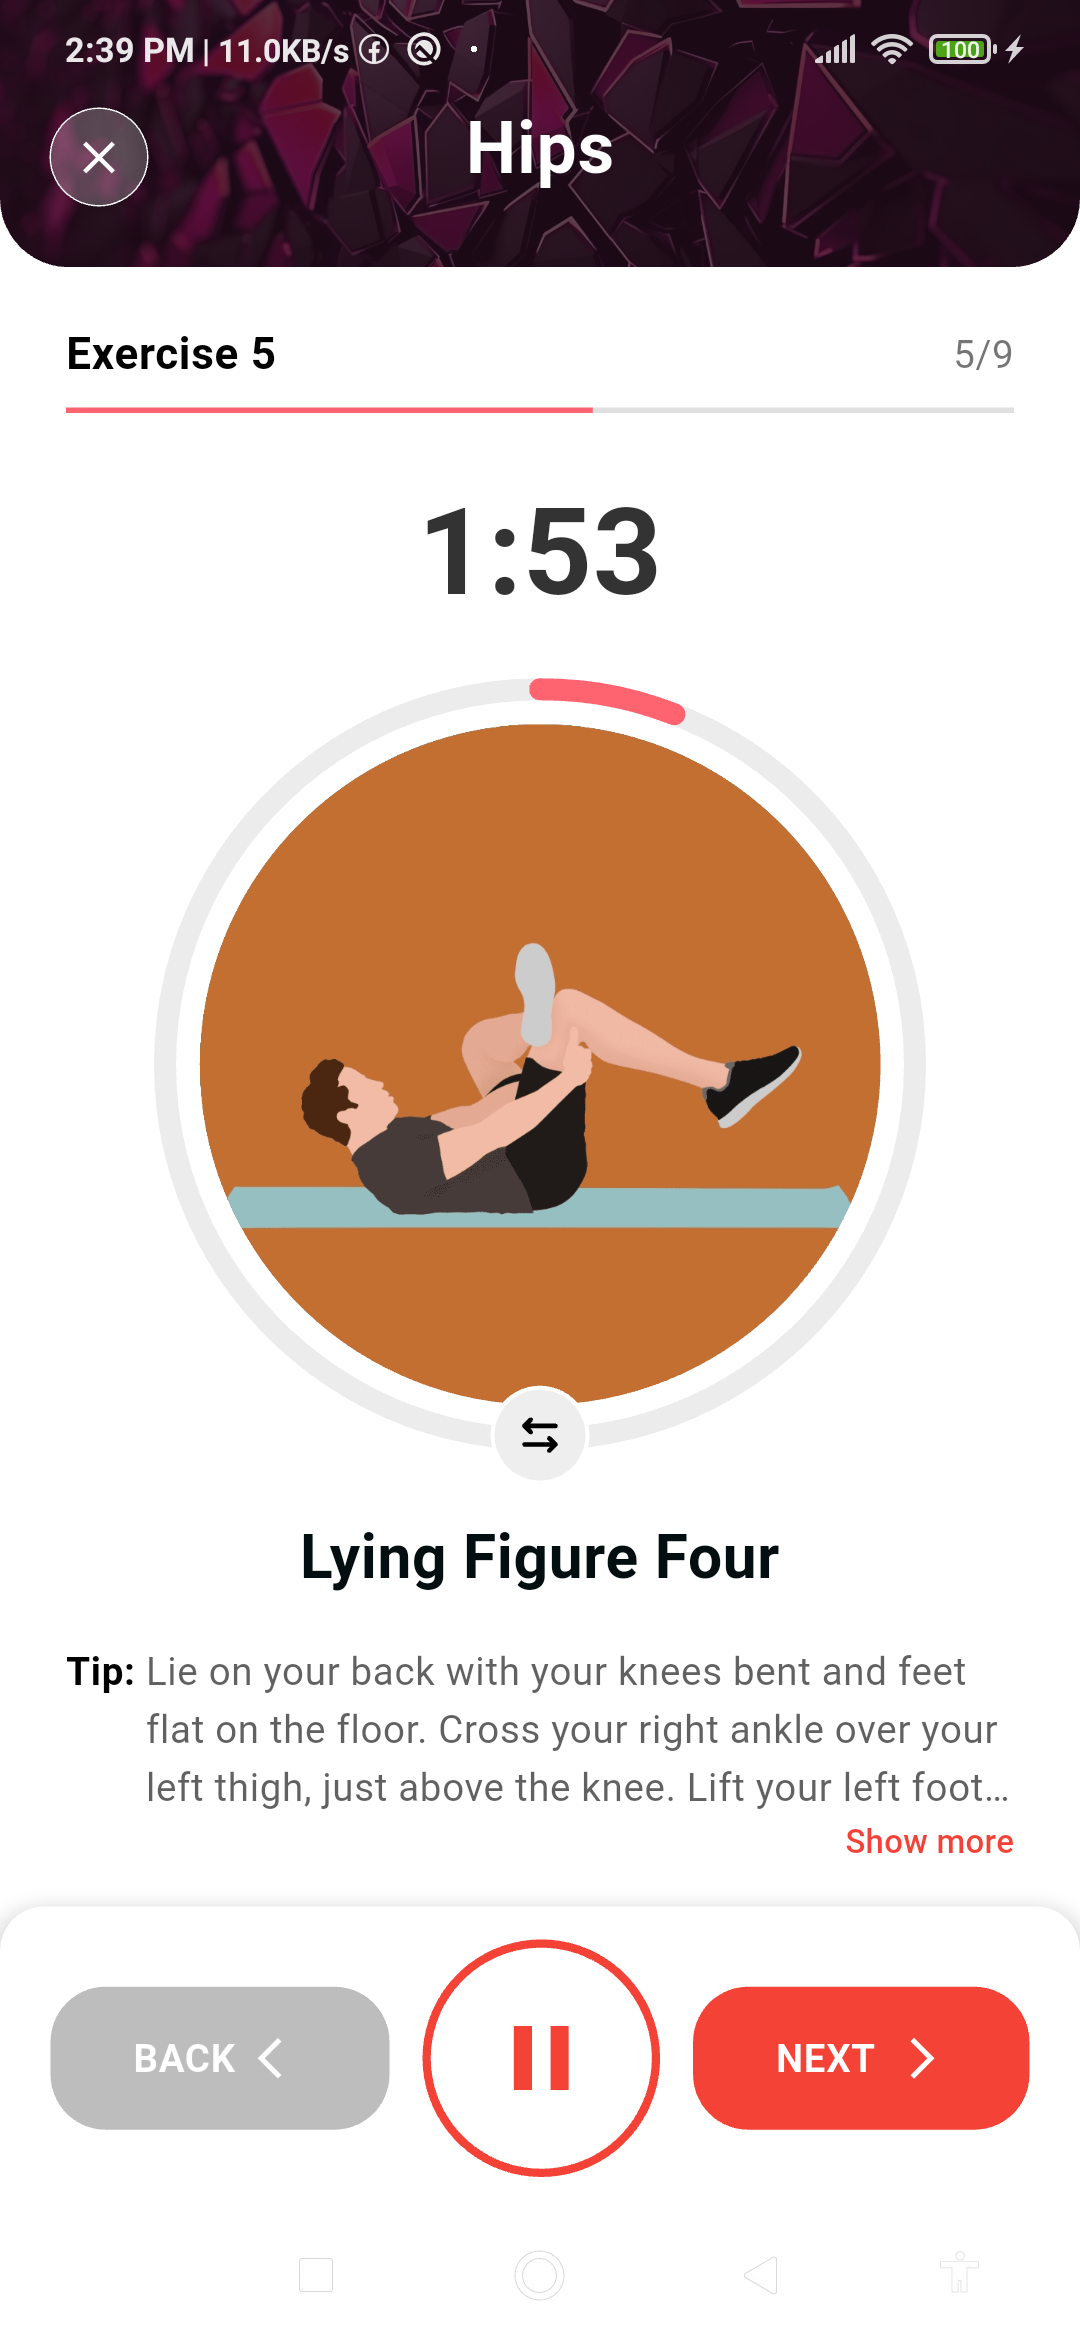 2:39 PM | 11.0KB/s
100
Hips
Exercise 5
5/9
1:53
Lying Figure Four
Tip: Lie on your back with your knees bent and feet
flat on the floor. Cross your right ankle over your
left thigh, just above the knee. Lift your left foot...
Show more
BACK
NEXT